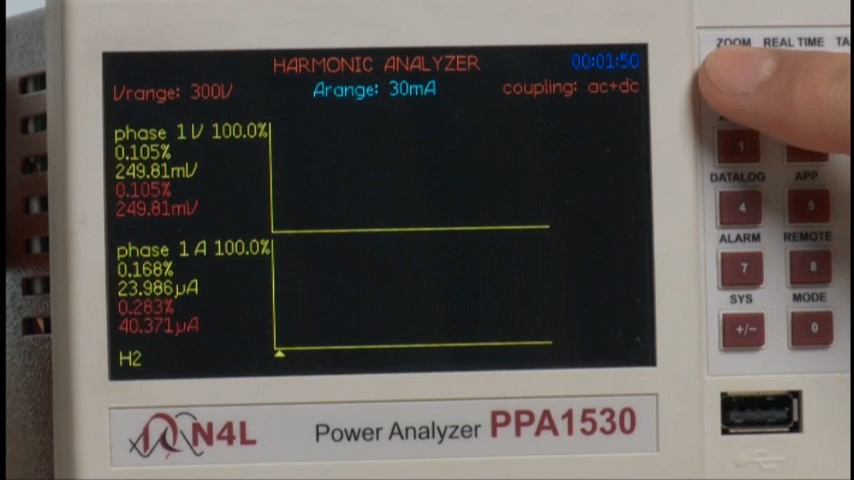 HARMONIC ANALYZER 00:01:50
Vrange: 300V Arange: 30mA coupling: ac+dc
phase 1 V 100.0%
0.105%
249.81mV
0.105%
249.81mV
phase 1 A 100.0%
0.168%
23.986µA
0.283%
40.371µA
H2
N4L Power Analyzer PPA1530
ZOOM REAL TIME TA
1
DATALOG APP
4 5
ALARM REMOTE
7 8
SYS MODE
+/- 0